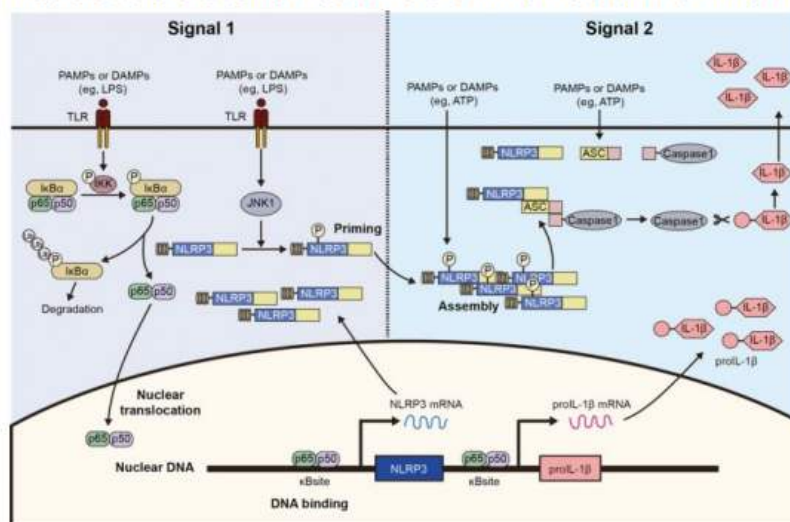 Signal 1
Signal 2
PAMPs or DAMPs
(eg, LPS)
TLR
PAMPs or DAMPs
(eg, LPS)
TLR
PAMPs or DAMPs
(eg, ATP)
PAMPs or DAMPs
(eg, ATP)
IL-1β
IL-1β
IL-1β
IκBα
p65 p50
P
IKK
P
IκBα
p65 p50
JNK1
NLRP3
ASC
Caspase1
IL-1β
NLRP3
ASC
Caspase1
Caspase1
IL-1β
Priming
P
NLRP3
NLRP3
P
IκBα
Degradation
p65 p50
NLRP3
NLRP3
NLRP3
P
P
P
P
NLRP3
NLRP3
NLRP3
NLRP3
Assembly
IL-1β
IL-1β
IL-1β
proIL-1β
Nuclear
translocation
p65 p50
NLRP3 mRNA
proIL-1β mRNA
Nuclear DNA
p65 p50
κBsite
NLRP3
p65 p50
κBsite
proIL-1β
DNA binding